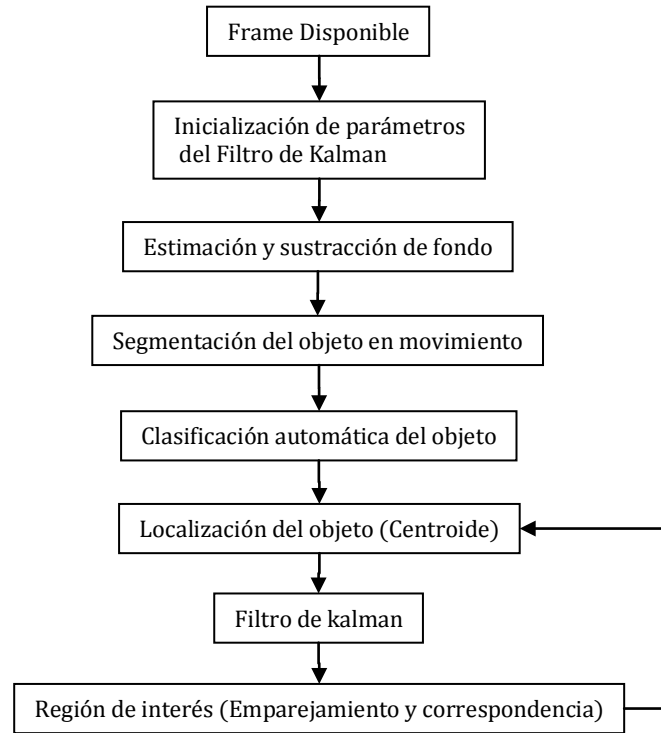 Frame Disponible
Inicialización de parámetros
del Filtro de Kalman
Estimación y sustracción de fondo
Segmentación del objeto en movimiento
Clasificación automática del objeto
Localización del objeto (Centroide)
Filtro de kalman
Región de interés (Emparejamiento y correspondencia)